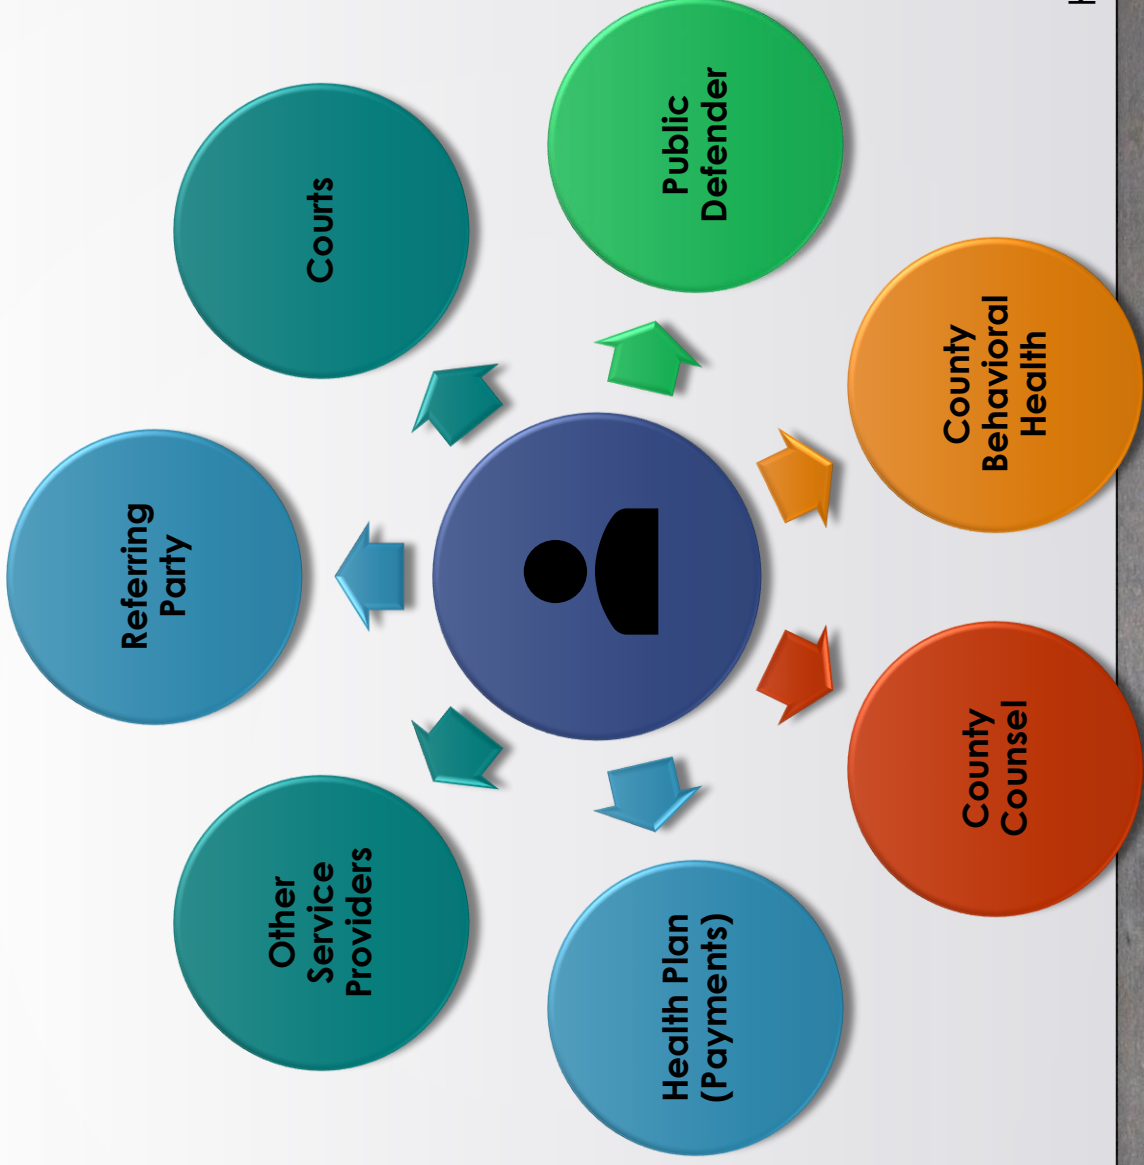 Referring
Party
Courts
Public
Defender
County
Behavioral
Health
County
Counsel
Health Plan
(Payments)
Other
Service
Providers